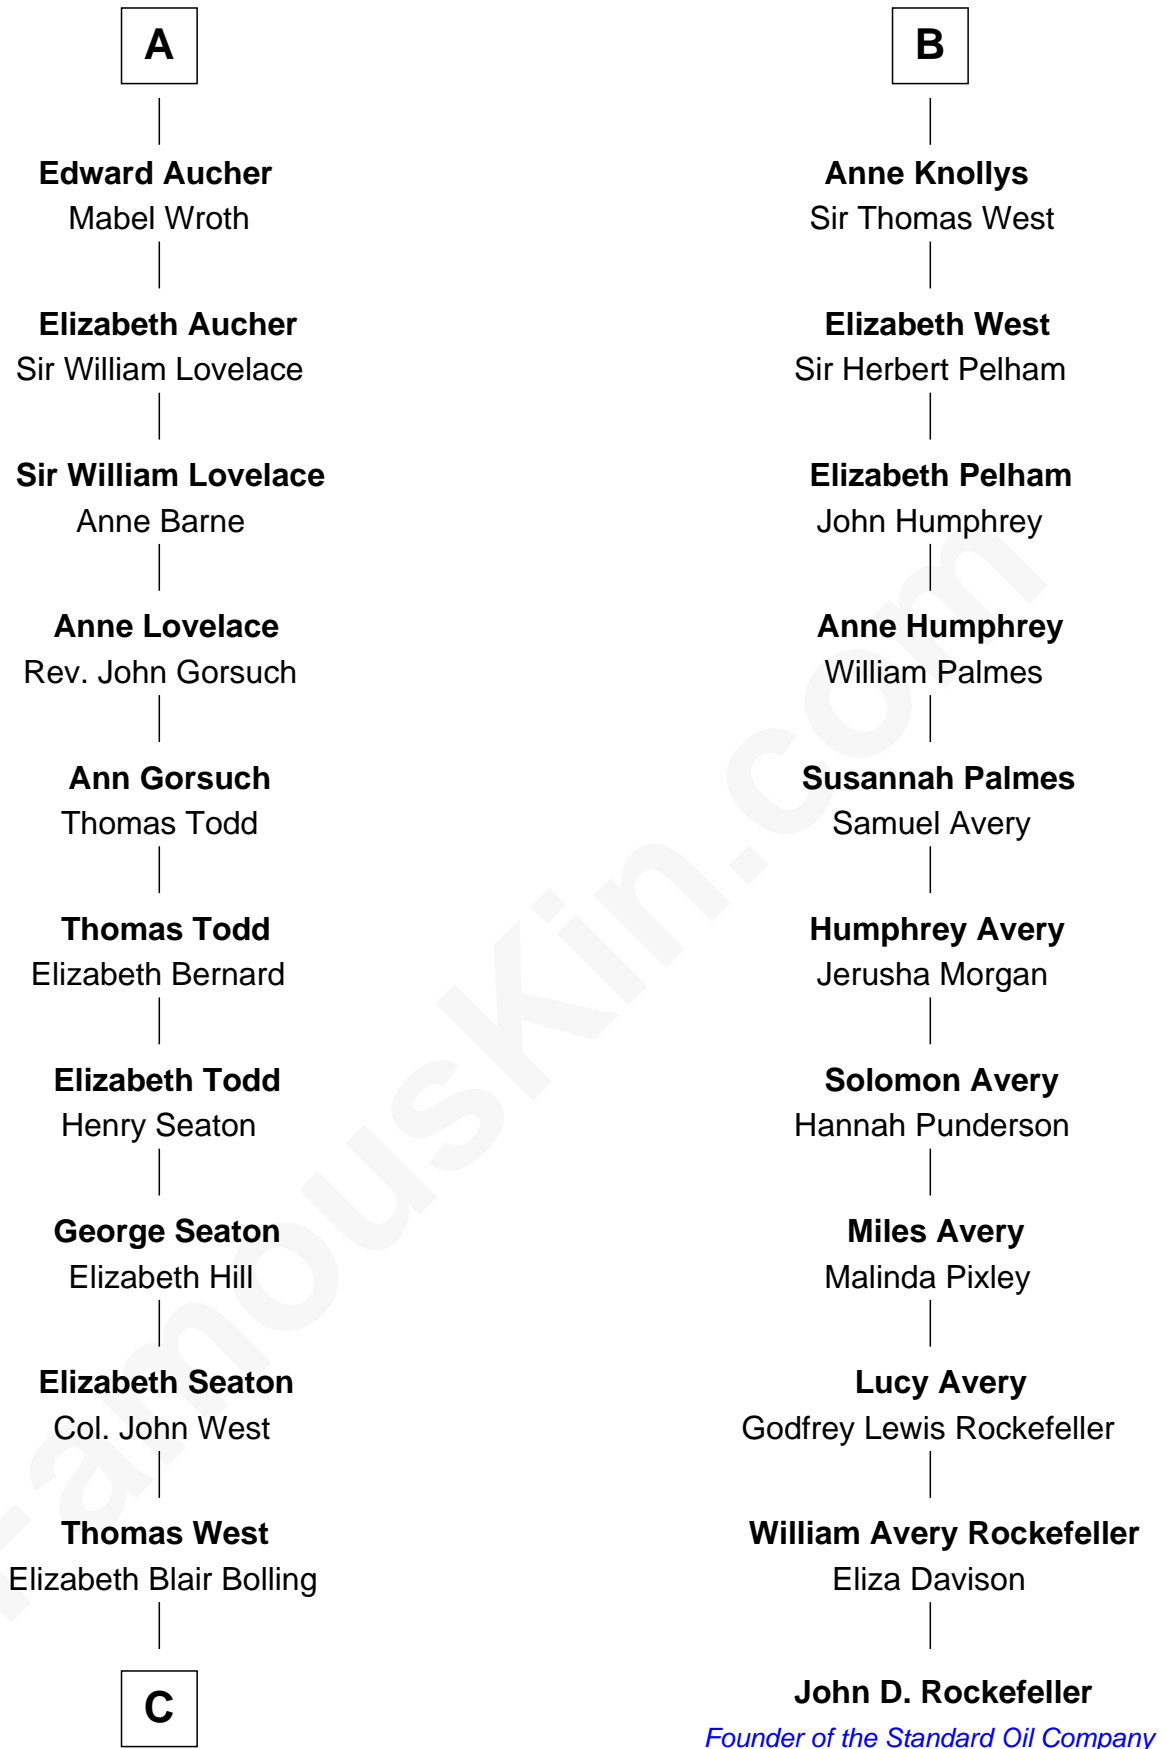 A
Edward Aucher
Mabel Wroth
Elizabeth Aucher
Sir William Lovelace
Sir William Lovelace
Anne Barne
Anne Lovelace
Rev. John Gorsuch
Ann Gorsuch
Thomas Todd
Thomas Todd
Elizabeth Bernard
Elizabeth Todd
Henry Seaton
George Seaton
Elizabeth Hill
Elizabeth Seaton
Col. John West
Thomas West
Elizabeth Blair Bolling
C
B
Anne Knollys
Sir Thomas West
Elizabeth West
Sir Herbert Pelham
Elizabeth Pelham
John Humphrey
Anne Humphrey
William Palmes
Susannah Palmes
Samuel Avery
Humphrey Avery
Jerusha Morgan
Solomon Avery
Hannah Punderson
Miles Avery
Malinda Pixley
Lucy Avery
Godfrey Lewis Rockefeller
William Avery Rockefeller
Eliza Davison
John D. Rockefeller
Founder of the Standard Oil Company
FamousKin.com